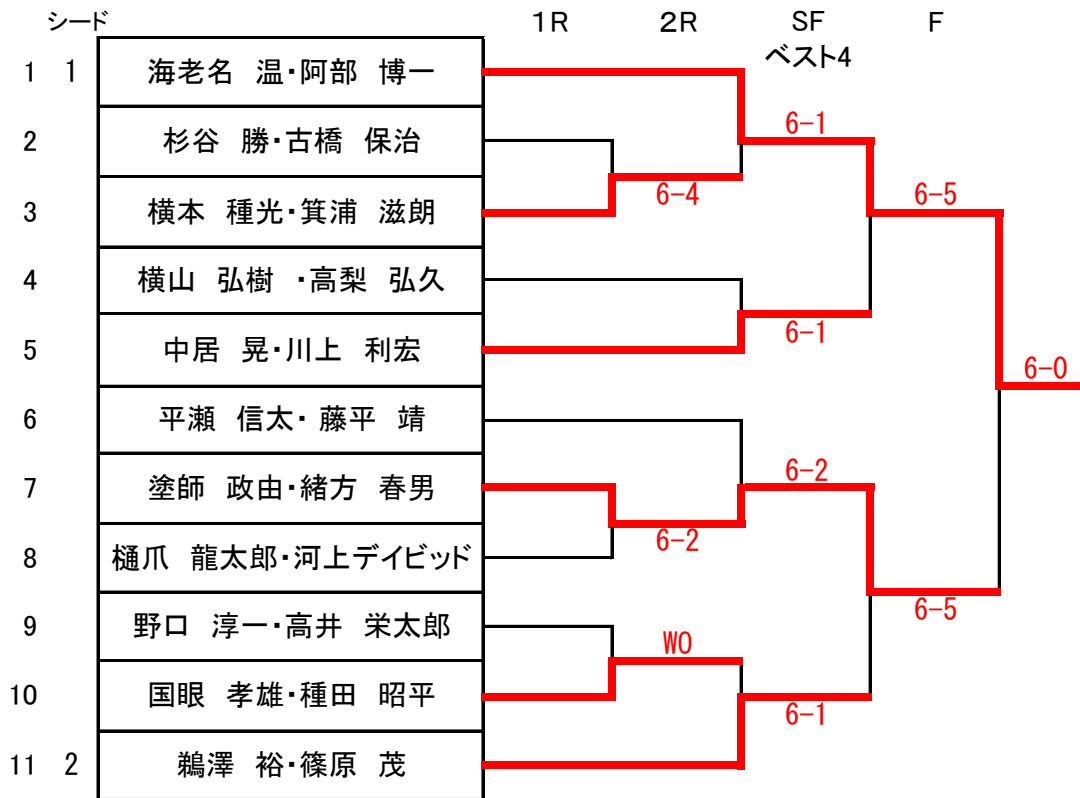 シード 1R 2R SF F
ベスト4
1 1 海老名 温・阿部 博一
6-1
2 杉谷 勝・古橋 保治
6-4 6-5
3 横本 種光・箕浦 滋朗
4 横山 弘樹 ・高梨 弘久
6-1
5 中居 晃・川上 利宏
6-0
6 平瀬 信太・ 藤平 靖
6-2
7 塗師 政由・緒方 春男
6-2
8 樋爪 龍太郎・河上デイビッド
6-5
9 野口 淳一・高井 栄太郎
WO
10 国眼 孝雄・種田 昭平
6-1
11 2 鵜澤 裕・篠原 茂